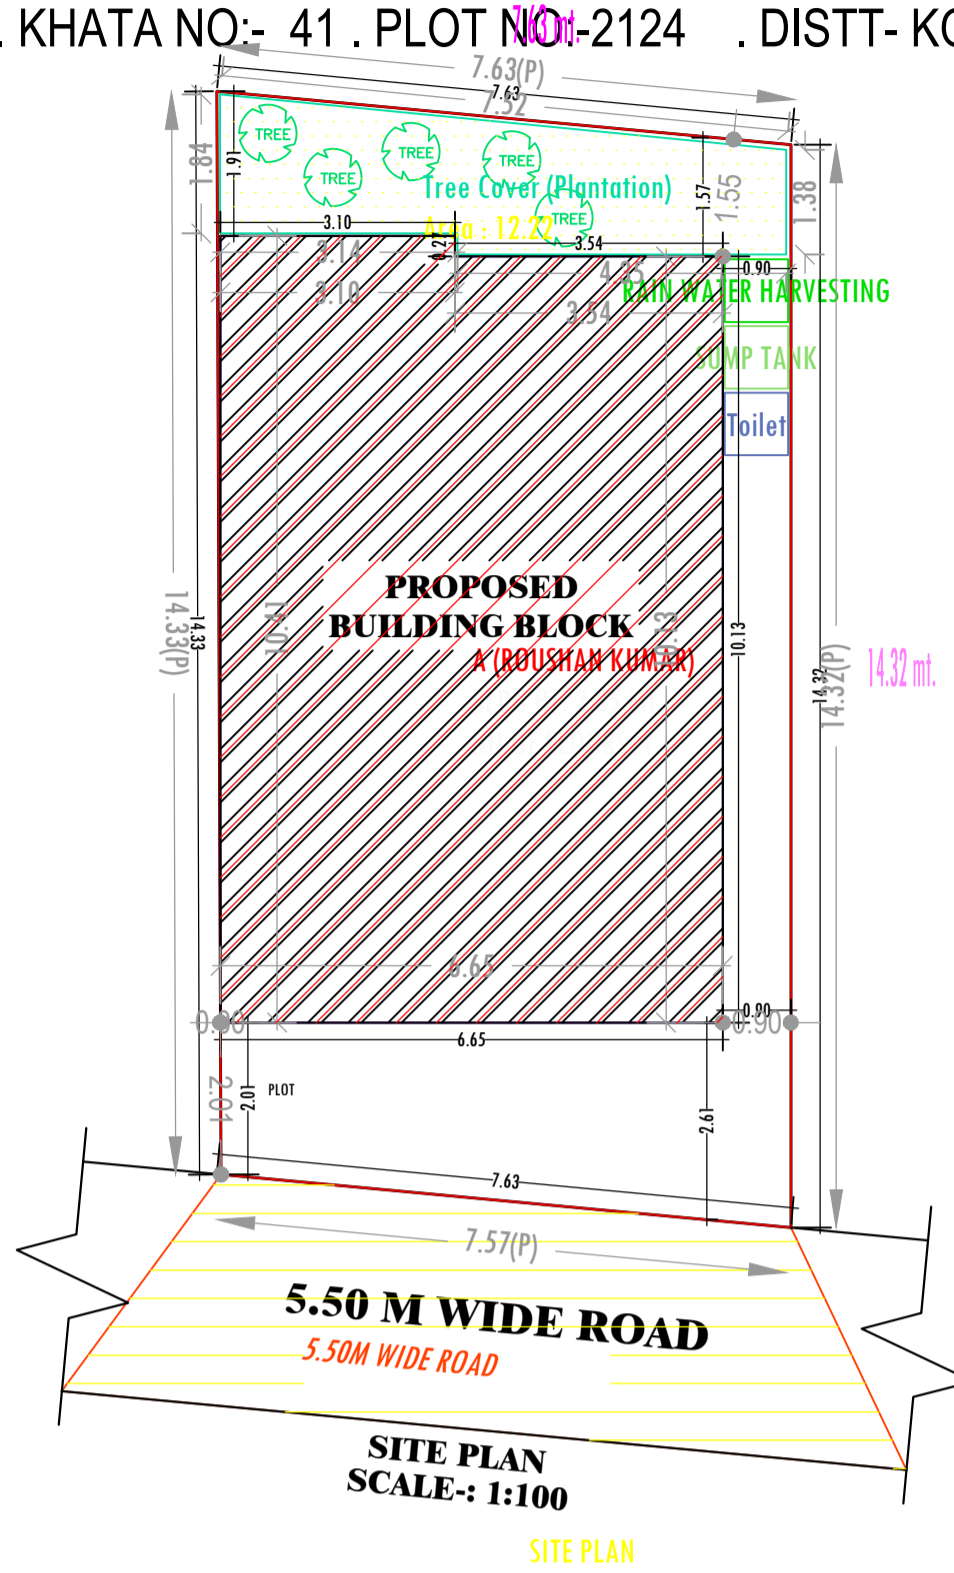 . KHATA NO:- 41 . PLOT NO:-2124 . DISTT- KO
7.63 mt.
7.63(P)
7.63
7.52
TREE
TREE
TREE
TREE
TREE
1.84
1.91
1.57
1.55
1.38
Tree Cover (Plantation)
Area : 12.22
3.10
0.27
3.54
3.14
4.35
0.90
3.10
3.54
RAIN WATER HARVESTING
SUMP TANK
Toilet
PROPOSED
BUILDING BLOCK
A (ROUSHAN KUMAR)
14.33(P)
14.33
10.41
10.13
10.13
14.32
14.32(P)
14.32 mt.
6.65
0.00
0.90
0.90
6.65
2.01
2.01
PLOT
2.61
7.63
7.57(P)
5.50 M WIDE ROAD
5.50M WIDE ROAD
SITE PLAN
SCALE-: 1:100
SITE PLAN